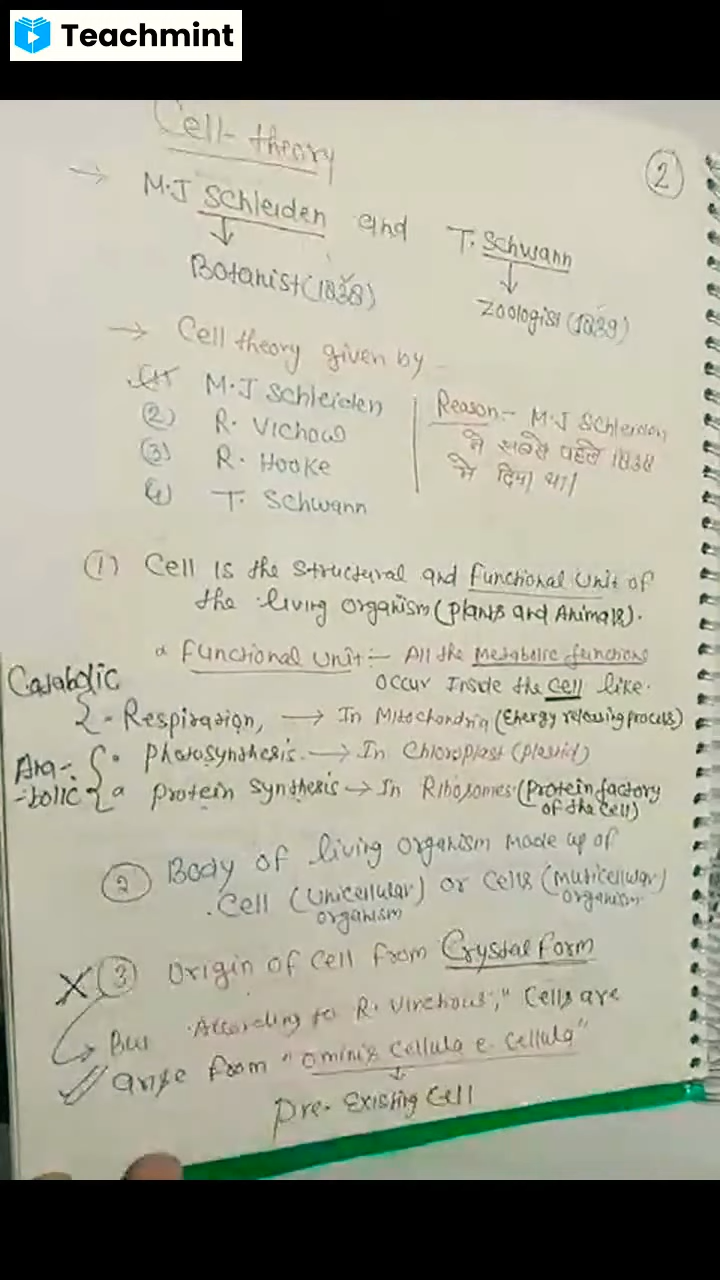 Teachmint
Cell-theory
2
→ M.J Schleiden and T. Schwann
Botanist (1838)
Zoologist (1839)
→ Cell theory given by -
(1) M.J Schleiden
(2) R. Vichow
(3) R. Hooke
(4) T. Schwann
Reason:- M.J Schleiden
ने सबसे पहले 1838
मे दिया था।
(1) Cell is the structural and functional unit of
the living organism (plants and Animals).
Functional unit:- All the Metabolic functions
occur inside the cell like.
Catabolic
- Respiration, → In Mitochondria (Energy releasing process)
Ana-
-bolic
• Photosynthesis. → In Chloroplast (plastid)
Protein synthesis → In Ribosomes (Protein factory
of the cell)
(2) Body of living organism made up of
cell (Unicellular organism) or cells (Muticellular organism)
X (3) Origin of cell from Crystal form
But According to R. Virchows, "Cells are
arise from "Ominis cellula e. cellula"
Pre-Existing cell